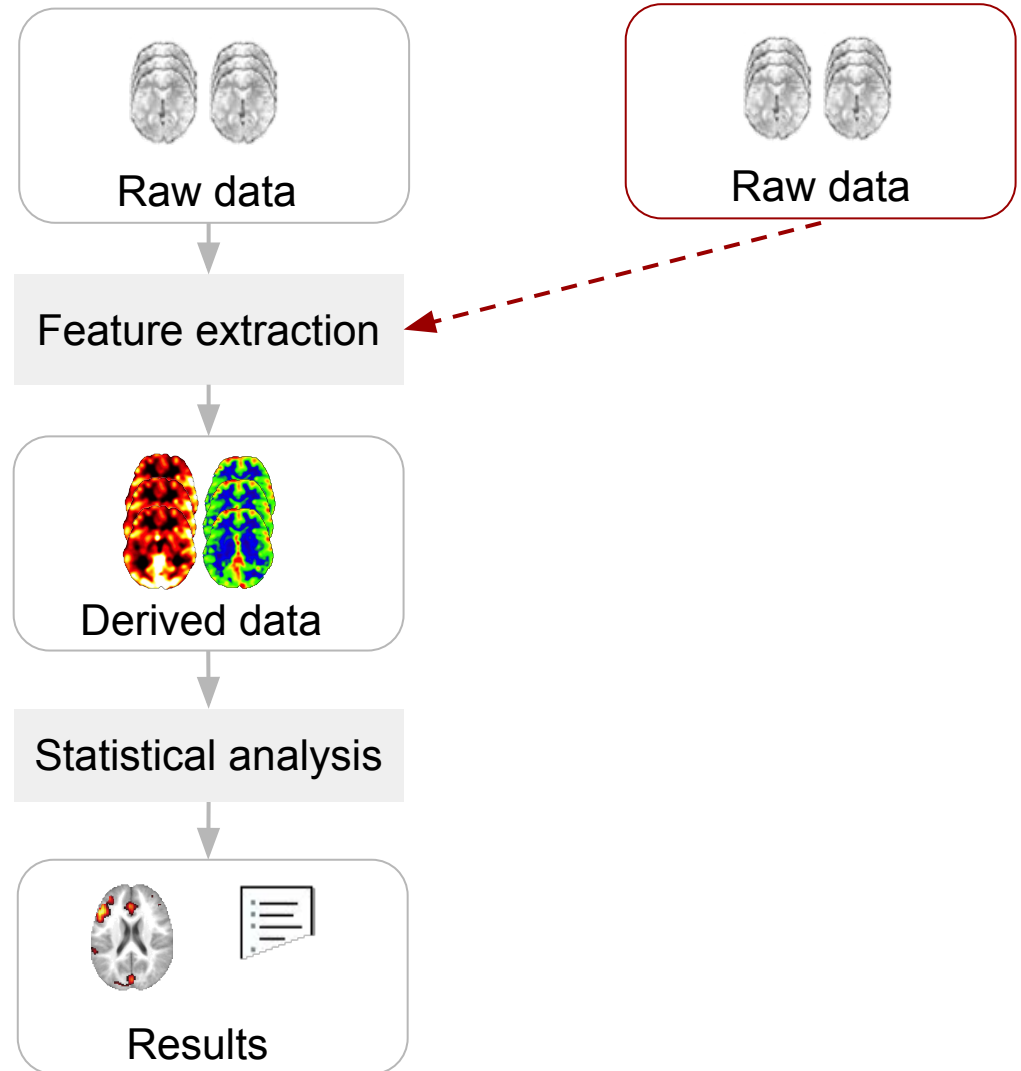 Raw data
Raw data
Feature extraction
Derived data
Statistical analysis
Results